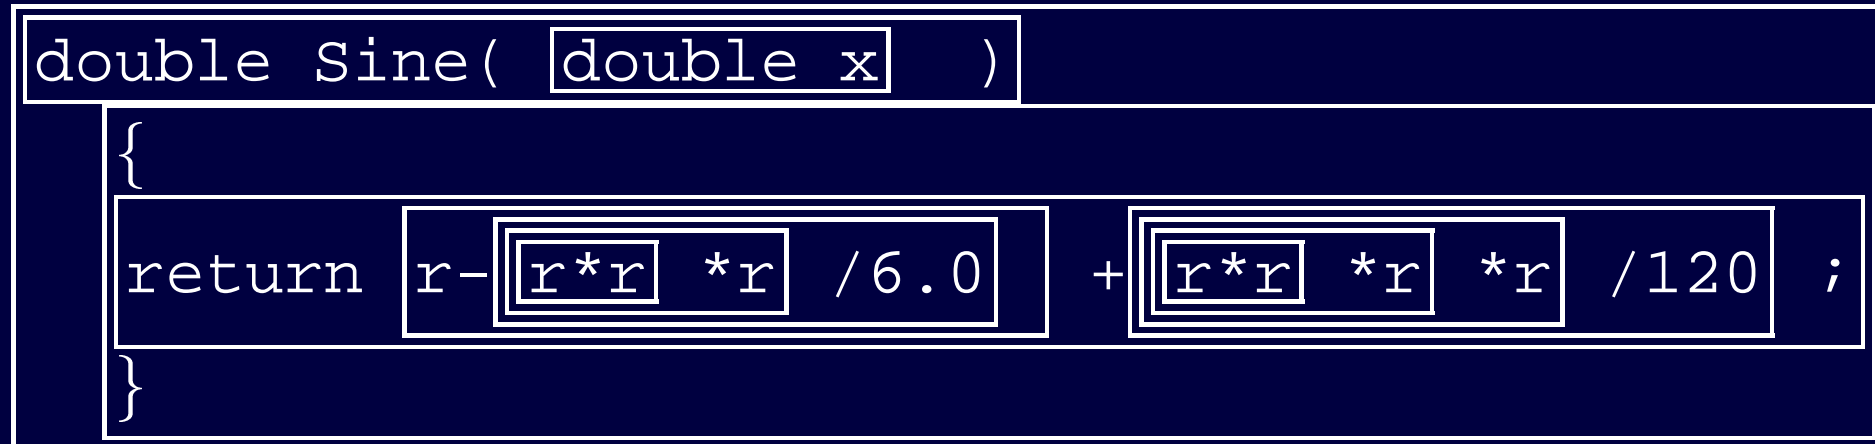 double Sine( double x )
{
return r-r*r *r /6.0 +r*r *r *r /120 ;
}